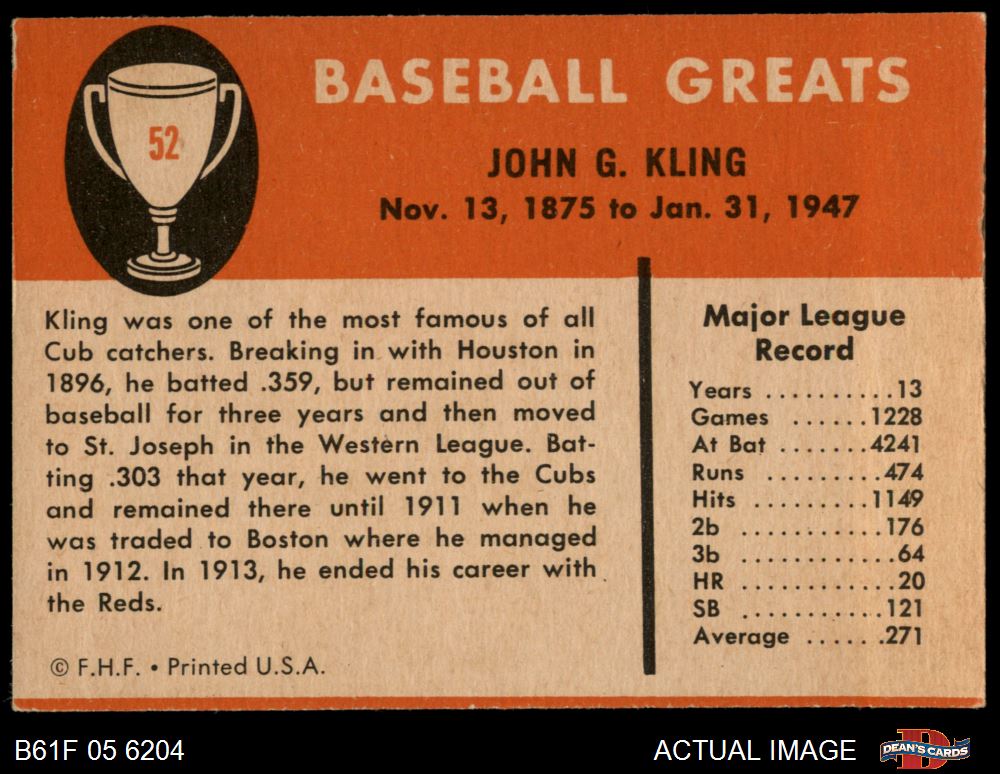 52
BASEBALL GREATS
JOHN G. KLING
Nov. 13, 1875 to Jan. 31, 1947
Kling was one of the most famous of all
Cub catchers. Breaking in with Houston in
1896, he batted .359, but remained out of
baseball for three years and then moved
to St. Joseph in the Western League. Bat-
ting .303 that year, he went to the Cubs
and remained there until 1911 when he
was traded to Boston where he managed
in 1912. In 1913, he ended his career with
the Reds.
© F.H.F. • Printed U.S.A.
Major League
Record
Years ..........13
Games ......1228
At Bat .......4241
Runs .........474
Hits ..........1149
2b ...........176
3b ............64
HR ............20
SB ...........121
Average ......271
B61F 05 6204
ACTUAL IMAGE
DEAN'S CARDS